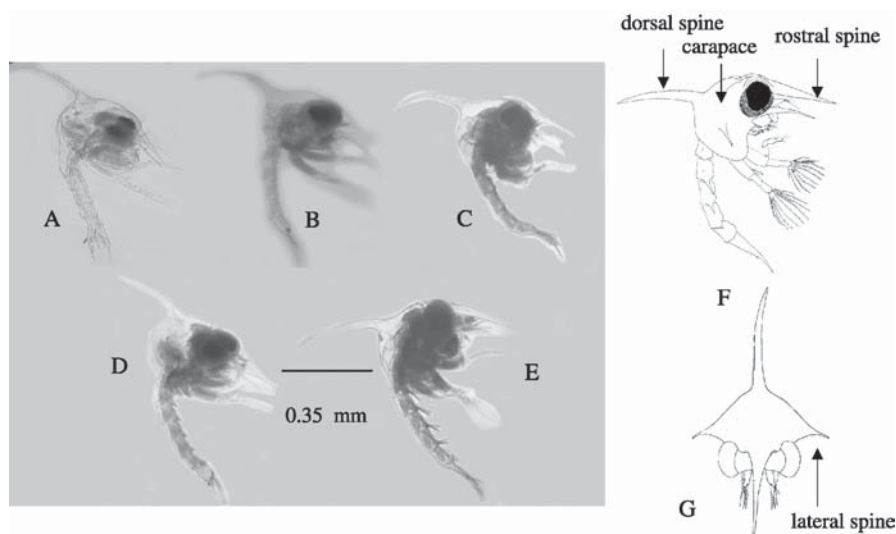 dorsal spine
carapace
rostral spine
A
B
C
F
D
0.35 mm
E
G
lateral spine